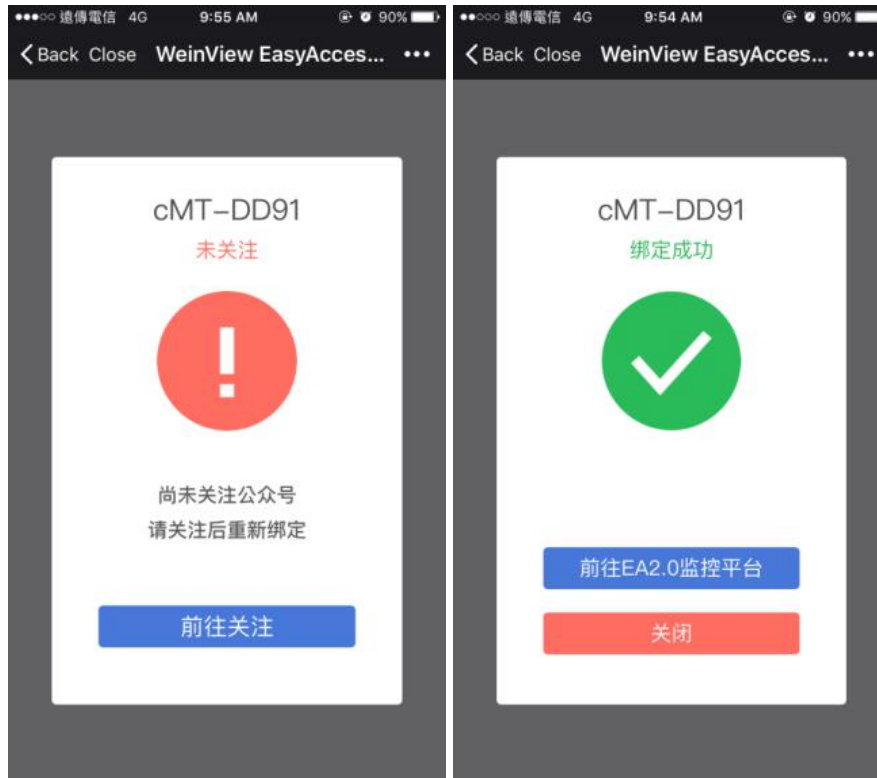 遠傳電信 4G 9:55 AM 90%
Back Close WeinView EasyAcces... •••
cMT-DD91
未关注
!
尚未关注公众号
请关注后重新绑定
前往关注
遠傳電信 4G 9:54 AM 90%
Back Close WeinView EasyAcces... •••
cMT-DD91
绑定成功
前往EA2.0监控平台
关闭